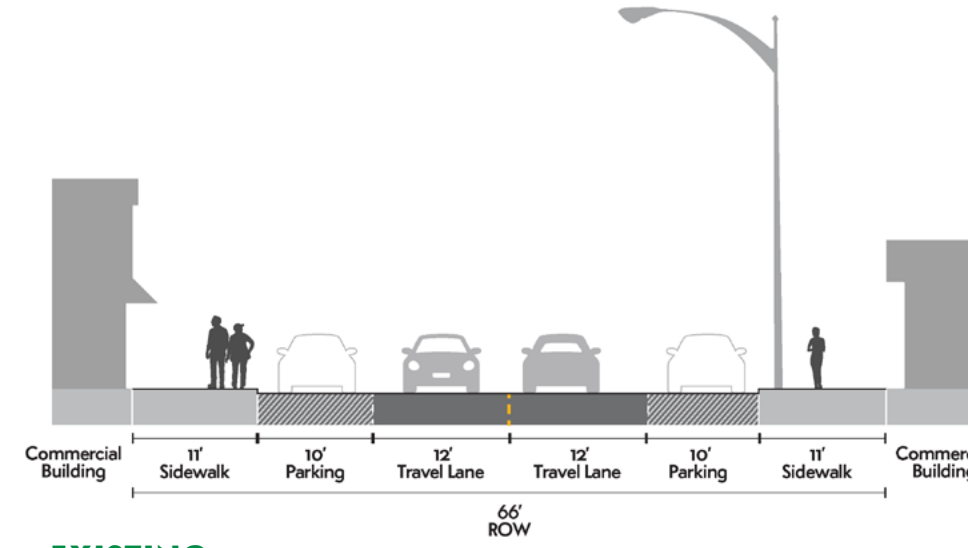 Commercial
Building
11'
Sidewalk
10'
Parking
12'
Travel Lane
12'
Travel Lane
10'
Parking
11'
Sidewalk
66'
ROW